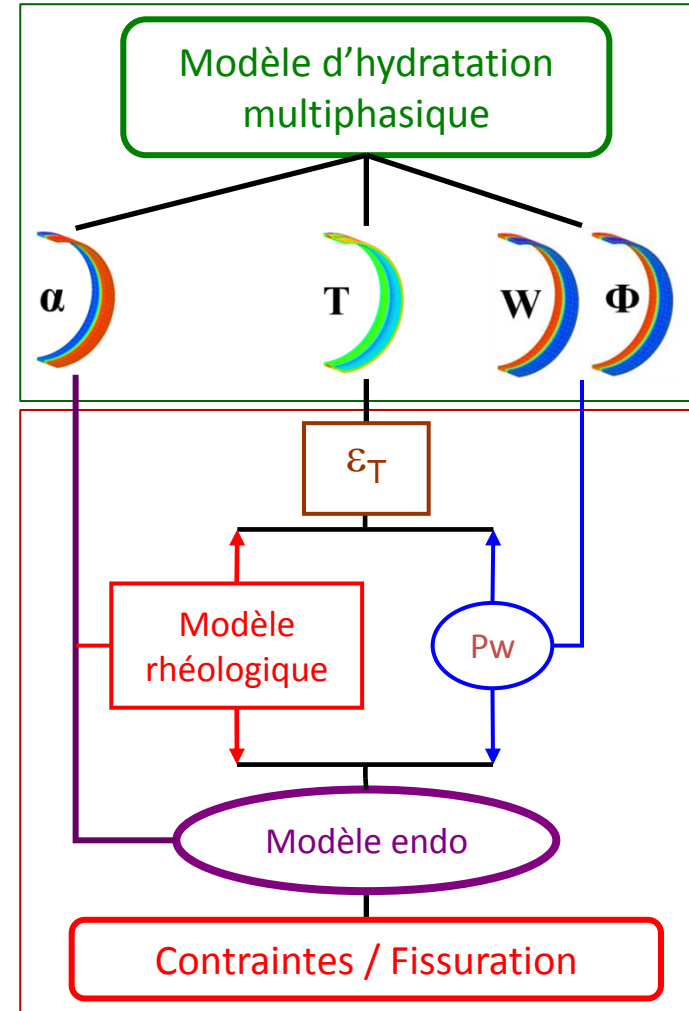 Modèle d’hydratation
multiphasique
α
T
W
Φ
εT
Modèle
rhéologique
Pw
Modèle endo
Contraintes / Fissuration